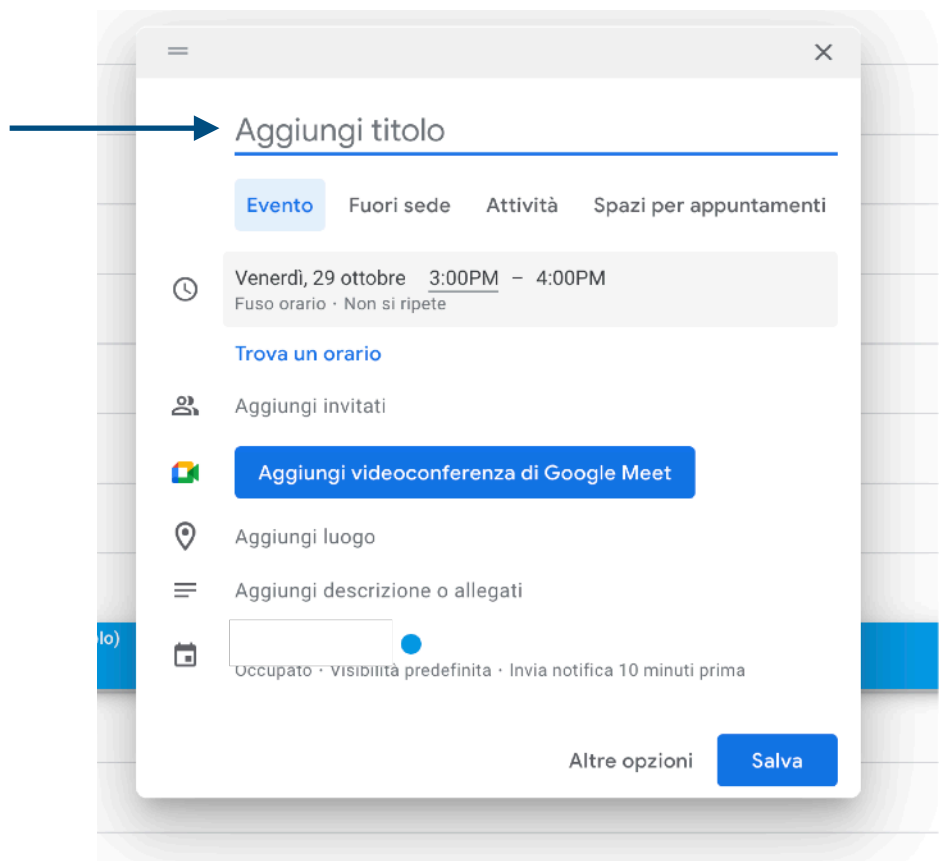 Aggiungi titolo
Evento Fuori sede Attività Spazi per appuntamenti
Venerdì, 29 ottobre 3:00PM – 4:00PM
Fuso orario · Non si ripete
Trova un orario
Aggiungi invitati
Aggiungi videoconferenza di Google Meet
Aggiungi luogo
Aggiungi descrizione o allegati
lo)
Occupato · Visibilità predefinita · Invia notifica 10 minuti prima
Altre opzioni Salva